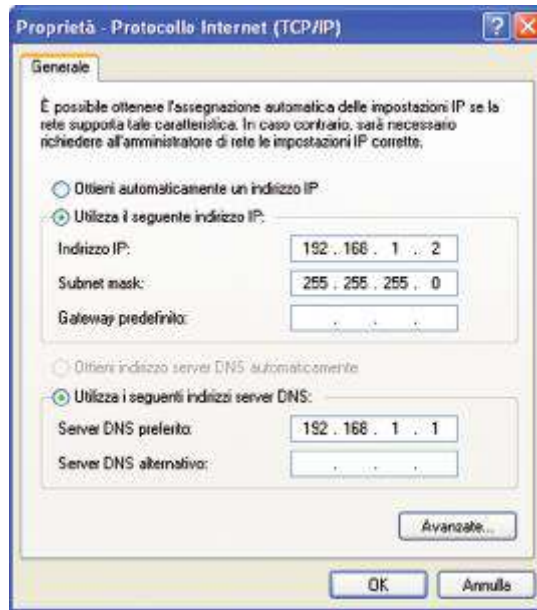 Proprietà - Protocollo Internet (TCP/IP)
Generale
È possibile ottenere l'assegnazione automatica delle impostazioni IP se la
rete supporta tale caratteristica. In caso contrario, sarà necessario
richiedere all'amministratore di rete le impostazioni IP corrette.
Ottieni automaticamente un indirizzo IP
Utilizza il seguente indirizzo IP:
Indirizzo IP: 192 . 168 . 1 . 2
Subnet mask: 255 . 255 . 255 . 0
Gateway predefinito: . . .
Ottieni indirizzo server DNS automaticamente
Utilizza i seguenti indirizzi server DNS:
Server DNS preferito: 192 . 168 . 1 . 1
Server DNS alternativo: . . .
Avanzate...
OK Annulla